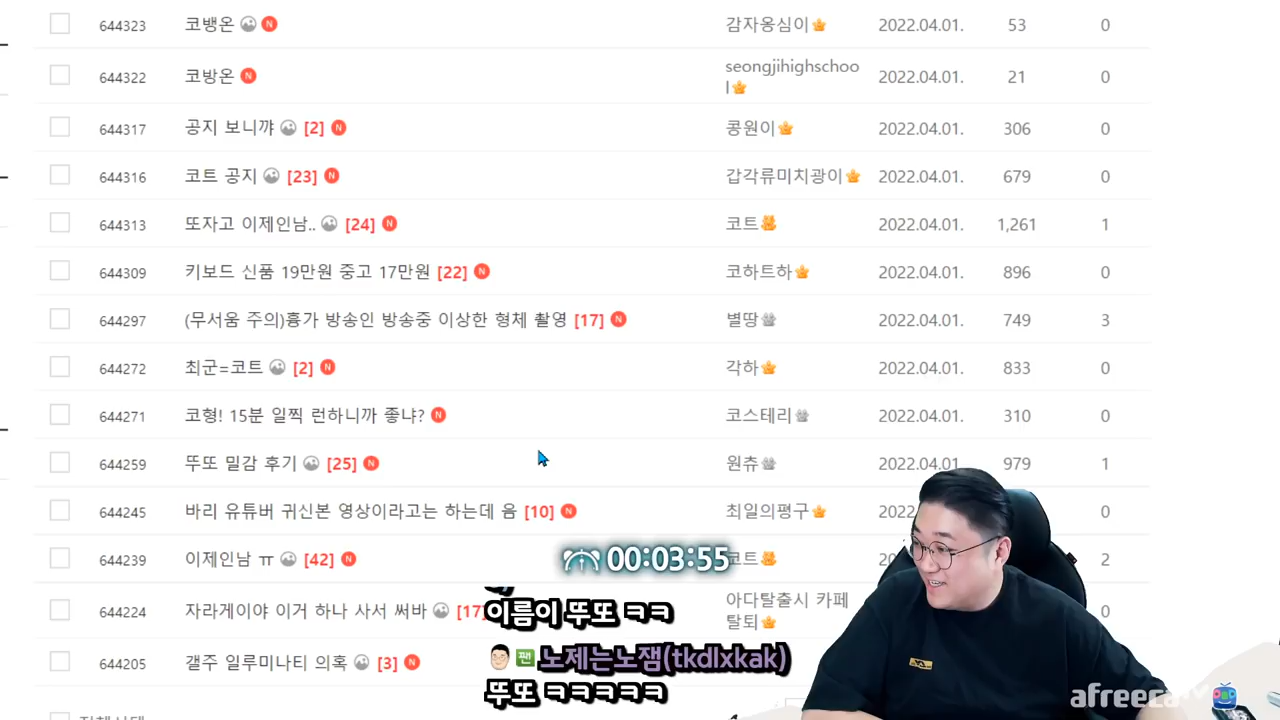 644323 코뱅온 N 감자옹심이 2022.04.01. 53 0
644322 코방온 N seongjihighschoo 2022.04.01. 21 0
l
644317 공지 보니깨 [2] N 콩원이 2022.04.01. 306 0
644316 코트 공지 [23] N 갑각류미치광이 2022.04.01. 679 0
644313 또자고 이제인남.. [24] N 코트 2022.04.01. 1,261 1
644309 키보드 신품 19만원 중고 17만원 [22] N 코하트하 2022.04.01. 896 0
644297 (무서움 주의)흉가 방송인 방송중 이상한 형체 촬영 [17] N 별땅 2022.04.01. 749 3
644272 최군=코트 [2] N 각하 2022.04.01. 833 0
644271 코형! 15분 일찍 런하니까 좋냐? N 코스테리 2022.04.01. 310 0
644259 뚜또 밀감 후기 [25] N 원츄 2022.04.01 979 1
644245 바리 유튜버 귀신본 영상이라고는 하는데 음 [10] N 최일의평구 2022 0
644239 이제인남 ㅠ [42] N 00:03:55 코트 20 2
644224 자라게이야 이거 하나 사서 써바 [17 아다탈출시 카페 0
탈퇴
이름이 뚜또 ㅋㅋ
644205 갤주 일루미나티 의혹 [3] N
팬 노제는노잼(tkdlxkak)
뚜또 ㅋㅋㅋㅋㅋ
afreecaTV